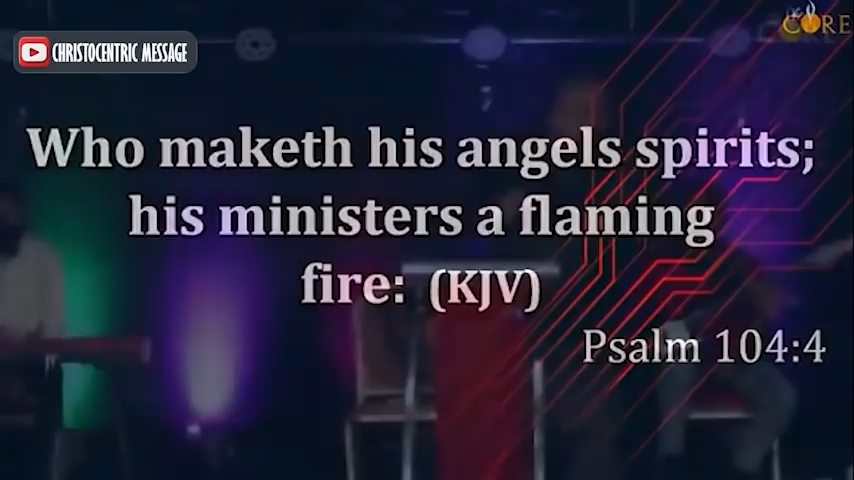 CHRISTOCENTRIC MESSAGE
CORE
Who maketh his angels spirits;
his ministers a flaming
fire: (KJV)
Psalm 104:4